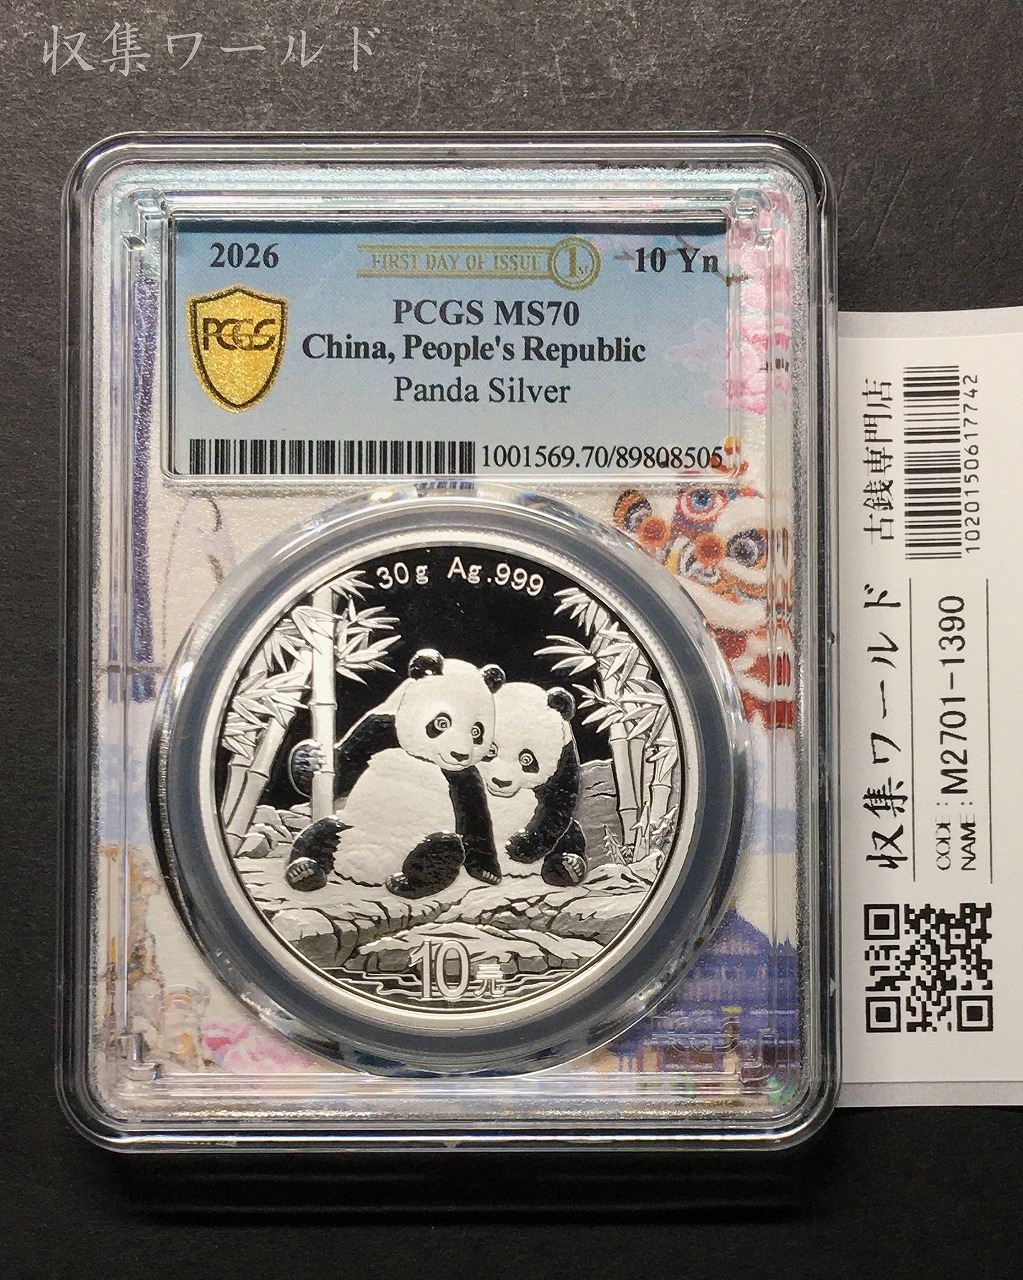 収集ワールド
2026
FIRST DAY OF ISSUE 1ST
10 Yn
PCGS
PCGS MS70
China, People's Republic
Panda Silver
1001569.70/89808505
30g Ag.999
10元
収集ワールド 古銭専門店
1020150617742
CODE: M2701-1390
NAME: